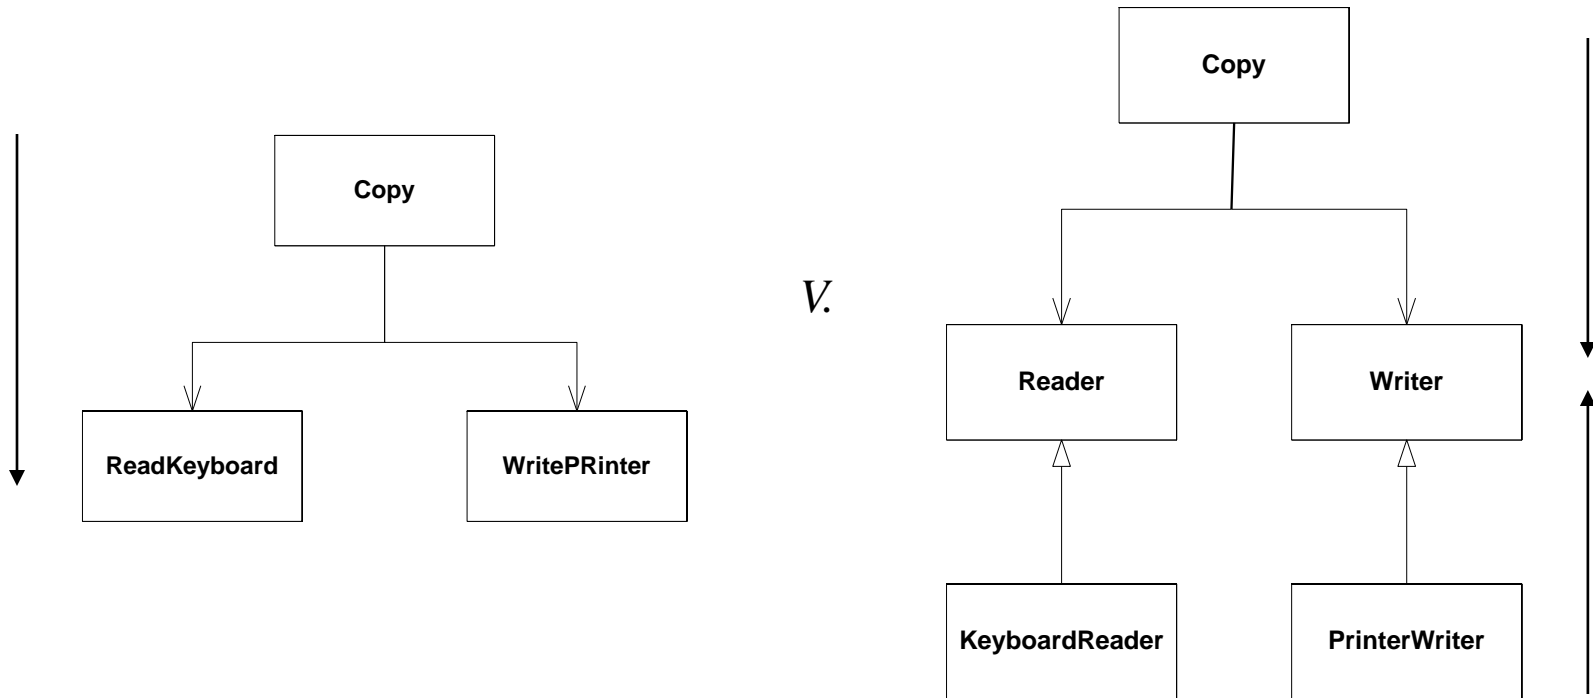 Copy
ReadKeyboard
WritePRinter
V.
Copy
Reader
Writer
KeyboardReader
PrinterWriter